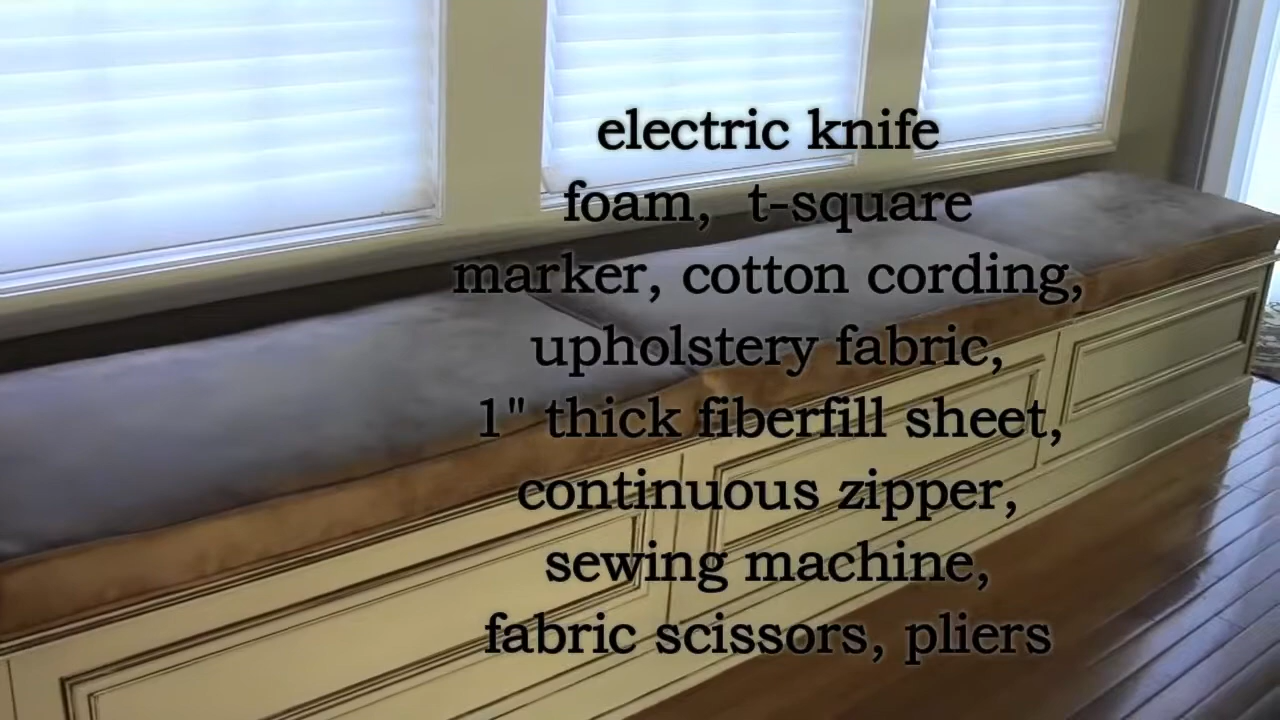 electric knife
foam, t-square
marker, cotton cording,
upholstery fabric,
1" thick fiberfill sheet,
continuous zipper,
sewing machine,
fabric scissors, pliers